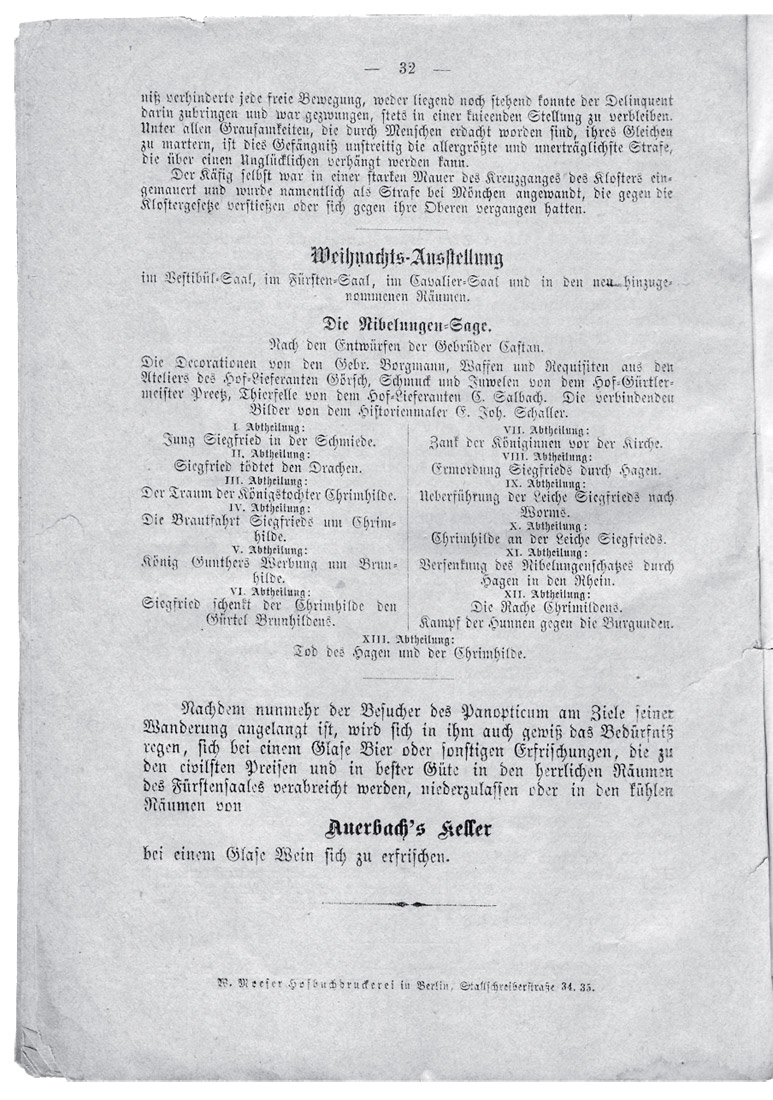 — 32 —
niß verhinderte jede freie Bewegung, weder liegend noch stehend konnte der Delinquent
darin zubringen und war gezwungen, stets in einer knieenden Stellung zu verbleiben.
Unter allen Grausamkeiten, die durch Menschen erdacht worden sind, ihres Gleichen
zu martern, ist dies Gefängniß unstreitig die allergrößte und unerträglichste Strafe,
die über einen Unglücklichen verhängt werden kann.
Der Käfig selbst war in einer starken Mauer des Kreuzganges des Klosters ein-
gemauert und wurde namentlich als Strafe bei Mönchen angewandt, die gegen die
Klostergesetze verstießen oder sich gegen ihre Oberen vergangen hatten.
Weihnachts-Ausstellung
im Vestibül-Saal, im Fürsten-Saal, im Cavalier-Saal und in den neu hinzuge-
nommenen Räumen.
Die Nibelungen-Sage.
Nach den Entwürfen der Gebrüder Castan.
Die Decorationen von den Gebr. Borgmann, Waffen und Requisiten aus den
Ateliers des Hof-Lieferanten Görsch, Schmuck und Juwelen von dem Hof-Gürtler-
meister Preetz, Thierfelle von dem Hof-Lieferanten C. Salbach. Die verbindenden
Bilder von dem Historienmaler E. Joh. Schaller.
I. Abtheilung:
Jung Siegfried in der Schmiede.
II. Abtheilung:
Siegfried tödtet den Drachen.
III. Abtheilung:
Der Traum der Königstochter Chrimhilde.
IV. Abtheilung:
Die Brautfahrt Siegfrieds um Chrim-
hilde.
V. Abtheilung:
König Gunthers Werbung um Brun-
hilde.
VI. Abtheilung:
Siegfried schenkt der Chrimhilde den
Gürtel Brunhildens.
VII. Abtheilung:
Zank der Königinnen vor der Kirche.
VIII. Abtheilung:
Ermordung Siegfrieds durch Hagen.
IX. Abtheilung:
Ueberführung der Leiche Siegfrieds nach
Worms.
X. Abtheilung:
Chrimhilde an der Leiche Siegfrieds.
XI. Abtheilung:
Versenkung des Nibelungenschatzes durch
Hagen in den Rhein.
XII. Abtheilung:
Die Rache Chrimildens.
Kampf der Hunnen gegen die Burgunden.
XIII. Abtheilung:
Tod des Hagen und der Chrimhilde.
Nachdem nunmehr der Besucher des Panopticum am Ziele seiner
Wanderung angelangt ist, wird sich in ihm auch gewiß das Bedürfniß
regen, sich bei einem Glase Bier oder sonstigen Erfrischungen, die zu
den civilsten Preisen und in bester Güte in den herrlichen Räumen
des Fürstensaales verabreicht werden, niederzulassen oder in den kühlen
Räumen von
Auerbach's Keller
bei einem Glase Wein sich zu erfrischen.
W. Moeser Hofbuchdruckerei in Berlin, Stallschreiberstraße 34. 35.